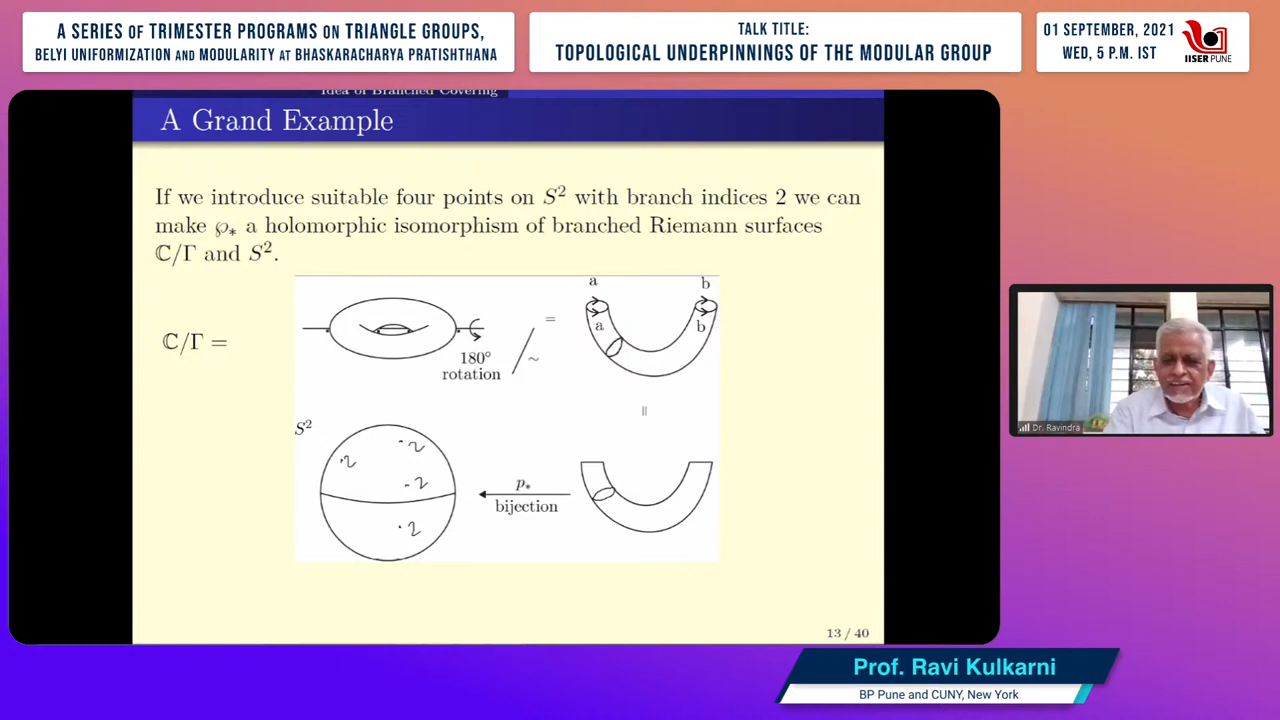 A SERIES OF TRIMESTER PROGRAMS ON TRIANGLE GROUPS,
BELYI UNIFORMIZATION AND MODULARITY AT BHASKARACHARYA PRATISHTHANA
TALK TITLE:
TOPOLOGICAL UNDERPINNINGS OF THE MODULAR GROUP
01 SEPTEMBER, 2021
WED, 5 P.M. IST
IISER PUNE
Idea of Branched Covering
A Grand Example
If we introduce suitable four points on S² with branch indices 2 we can
make ℘∗ a holomorphic isomorphism of branched Riemann surfaces
ℂ/Γ and S².
a b
a b
=
ℂ/Γ =
180°
rotation
∼
=
S²
2
2
2
2
p∗
bijection
13 / 40
Dr. Ravindra
Prof. Ravi Kulkarni
BP Pune and CUNY, New York